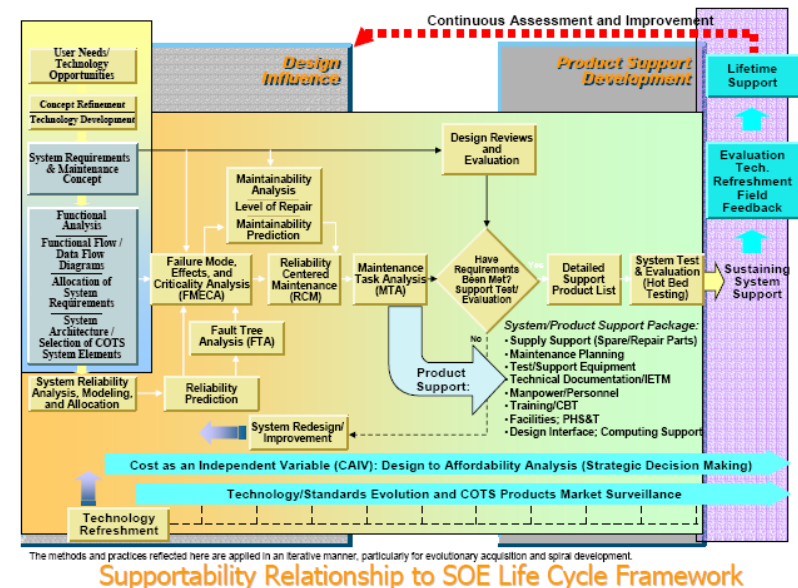 Continuous Assessment and Improvement
User Needs/
Technology
Opportunities
Design
Influence
Product Support
Development
Lifetime
Support
Concept Refinement
Technology Development
Design Reviews
and
Evaluation
System Requirements
& Maintenance
Concept
Maintainability
Analysis
Level of Repair
Maintainability
Prediction
Evaluation
Tech.
Refreshment
Field
Feedback
Functional
Analysis
Functional Flow /
Data Flow
Diagrams
Allocation of
System
Requirements
System
Architecture /
Selection of COTS
System Elements
Failure Mode,
Effects, and
Criticality Analysis
(FMECA)
Reliability
Centered
Maintenance
(RCM)
Maintenance
Task Analysis
(MTA)
Have
Requirements
Been Met?
Support Test/
Evaluation
Yes
Detailed
Support
Product List
System Test
& Evaluation
(Hot Bed
Testing)
Sustaining
System
Support
Fault Tree
Analysis (FTA)
No
System/Product Support Package:
• Supply Support (Spare/Repair Parts)
• Maintenance Planning
• Test/Support Equipment
• Technical Documentation/IETM
• Manpower/Personnel
• Training/CBT
• Facilities; PHS&T
• Design Interface; Computing Support
Product
Support:
System Reliability
Analysis, Modeling,
and Allocation
Reliability
Prediction
System Redesign/
Improvement
Cost as an Independent Variable (CAIV): Design to Affordability Analysis (Strategic Decision Making)
Technology/Standards Evolution and COTS Products Market Surveillance
Technology
Refreshment
The methods and practices reflected here are applied in an iterative manner, particularly for evolutionary acquisition and spiral development.
Supportability Relationship to SOE Life Cycle Framework